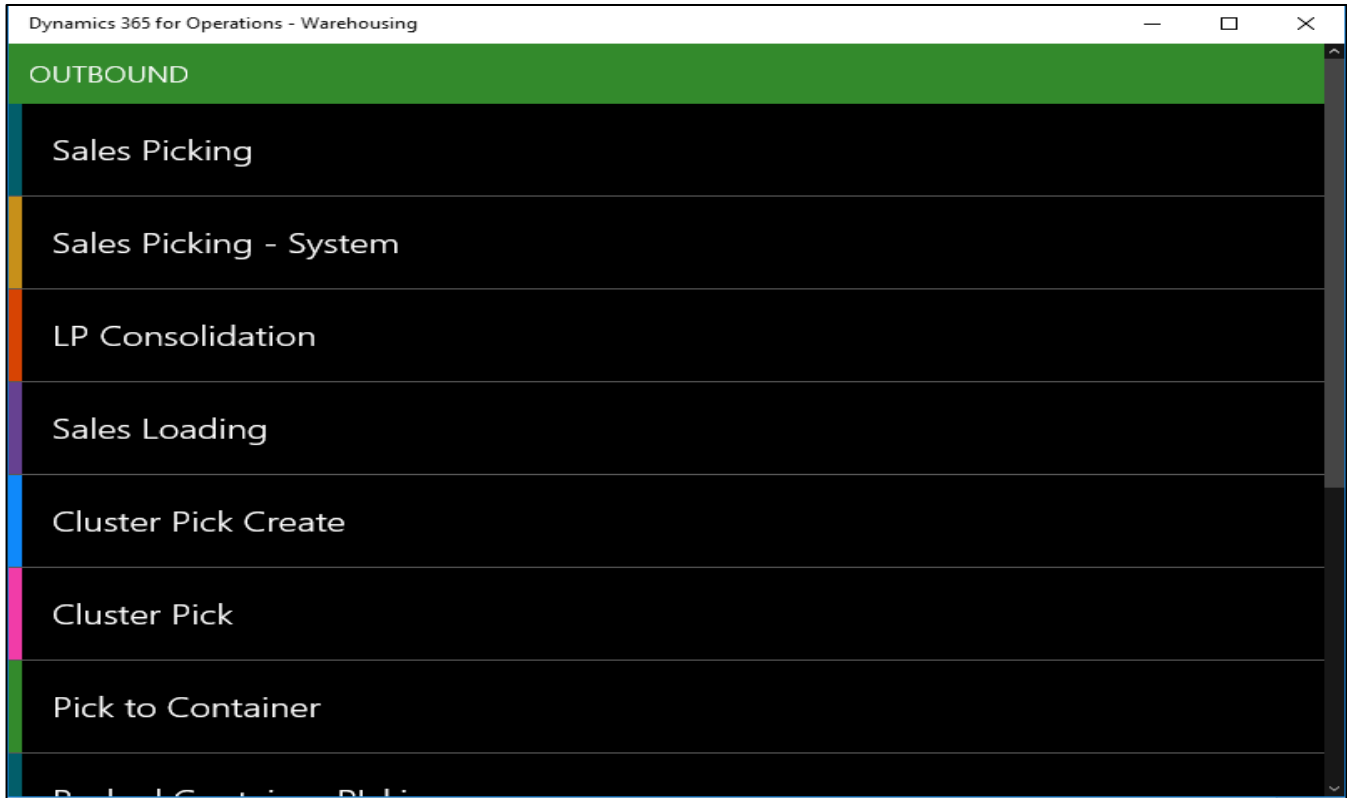 Dynamics 365 for Operations - Warehousing
OUTBOUND
Sales Picking
Sales Picking - System
LP Consolidation
Sales Loading
Cluster Pick Create
Cluster Pick
Pick to Container